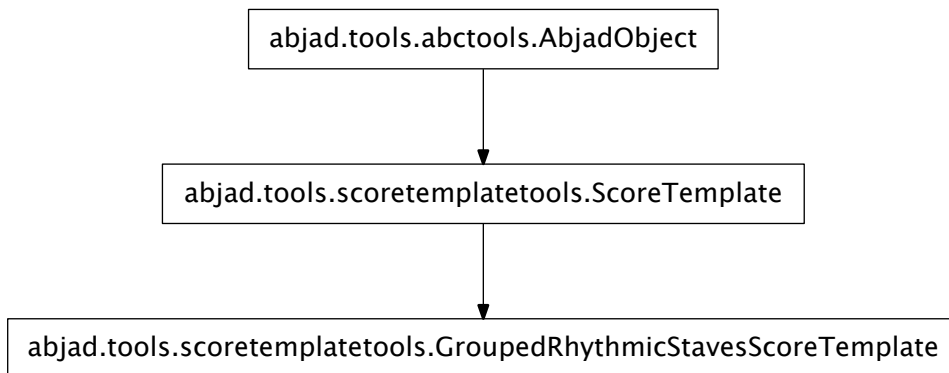 abjad.tools.abctools.AbjadObject
abjad.tools.scoretemplatetools.ScoreTemplate
abjad.tools.scoretemplatetools.GroupedRhythmicStavesScoreTemplate